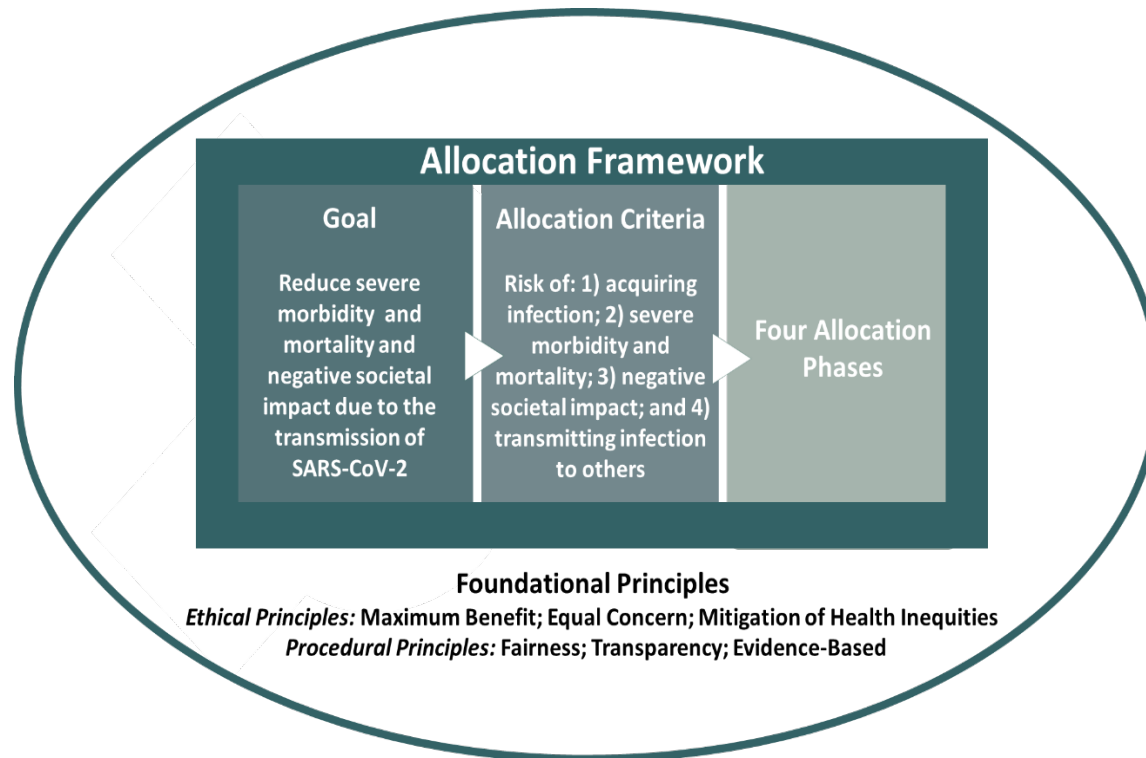 Allocation Framework
Goal
Reduce severe
morbidity and
mortality and
negative societal
impact due to the
transmission of
SARS-CoV-2
Allocation Criteria
Risk of: 1) acquiring
infection; 2) severe
morbidity and
mortality; 3) negative
societal impact; and 4)
transmitting infection
to others
Four Allocation
Phases
Foundational Principles
Ethical Principles: Maximum Benefit; Equal Concern; Mitigation of Health Inequities
Procedural Principles: Fairness; Transparency; Evidence-Based